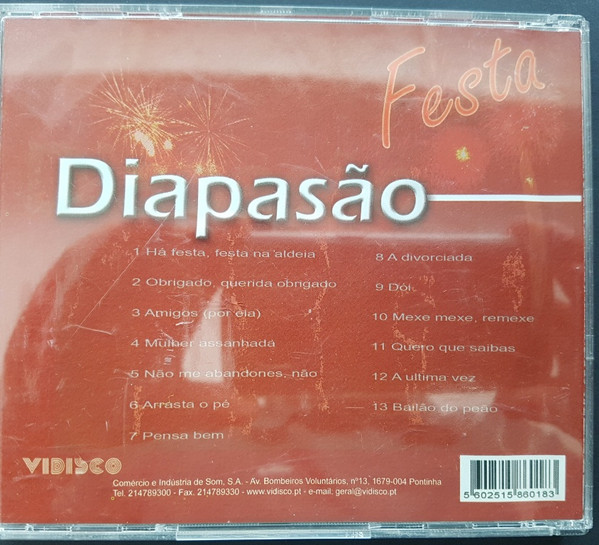 Festa
Diapasão
1 Há festa, festa na aldeia
2 Obrigado, querida obrigado
3 Amigos (por ela)
4 Mulher assanhada
5 Não me abandones, não
6 Arrasta o pé
7 Pensa bem
8 A divorciada
9 Dói
10 Mexe mexe, remexe
11 Quero que saibas
12 A ultima vez
13 Bailão do peão
VIDISCO
Comércio e Indústria de Som, S.A. - Av. Bombeiros Voluntários, nº13, 1679-004 Pontinha
Tel. 214789300 - Fax. 214789330 - www.vidisco.pt - e-mail: geral@vidisco.pt
5 602515 860183